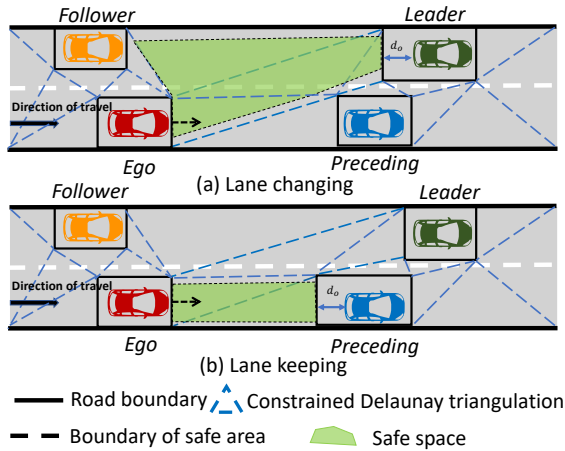 Follower
Leader
d_o
Direction of travel
Ego
Preceding
(a) Lane changing
Follower
Leader
Direction of travel
d_o
Ego
Preceding
(b) Lane keeping
Road boundary
Constrained Delaunay triangulation
Boundary of safe area
Safe space